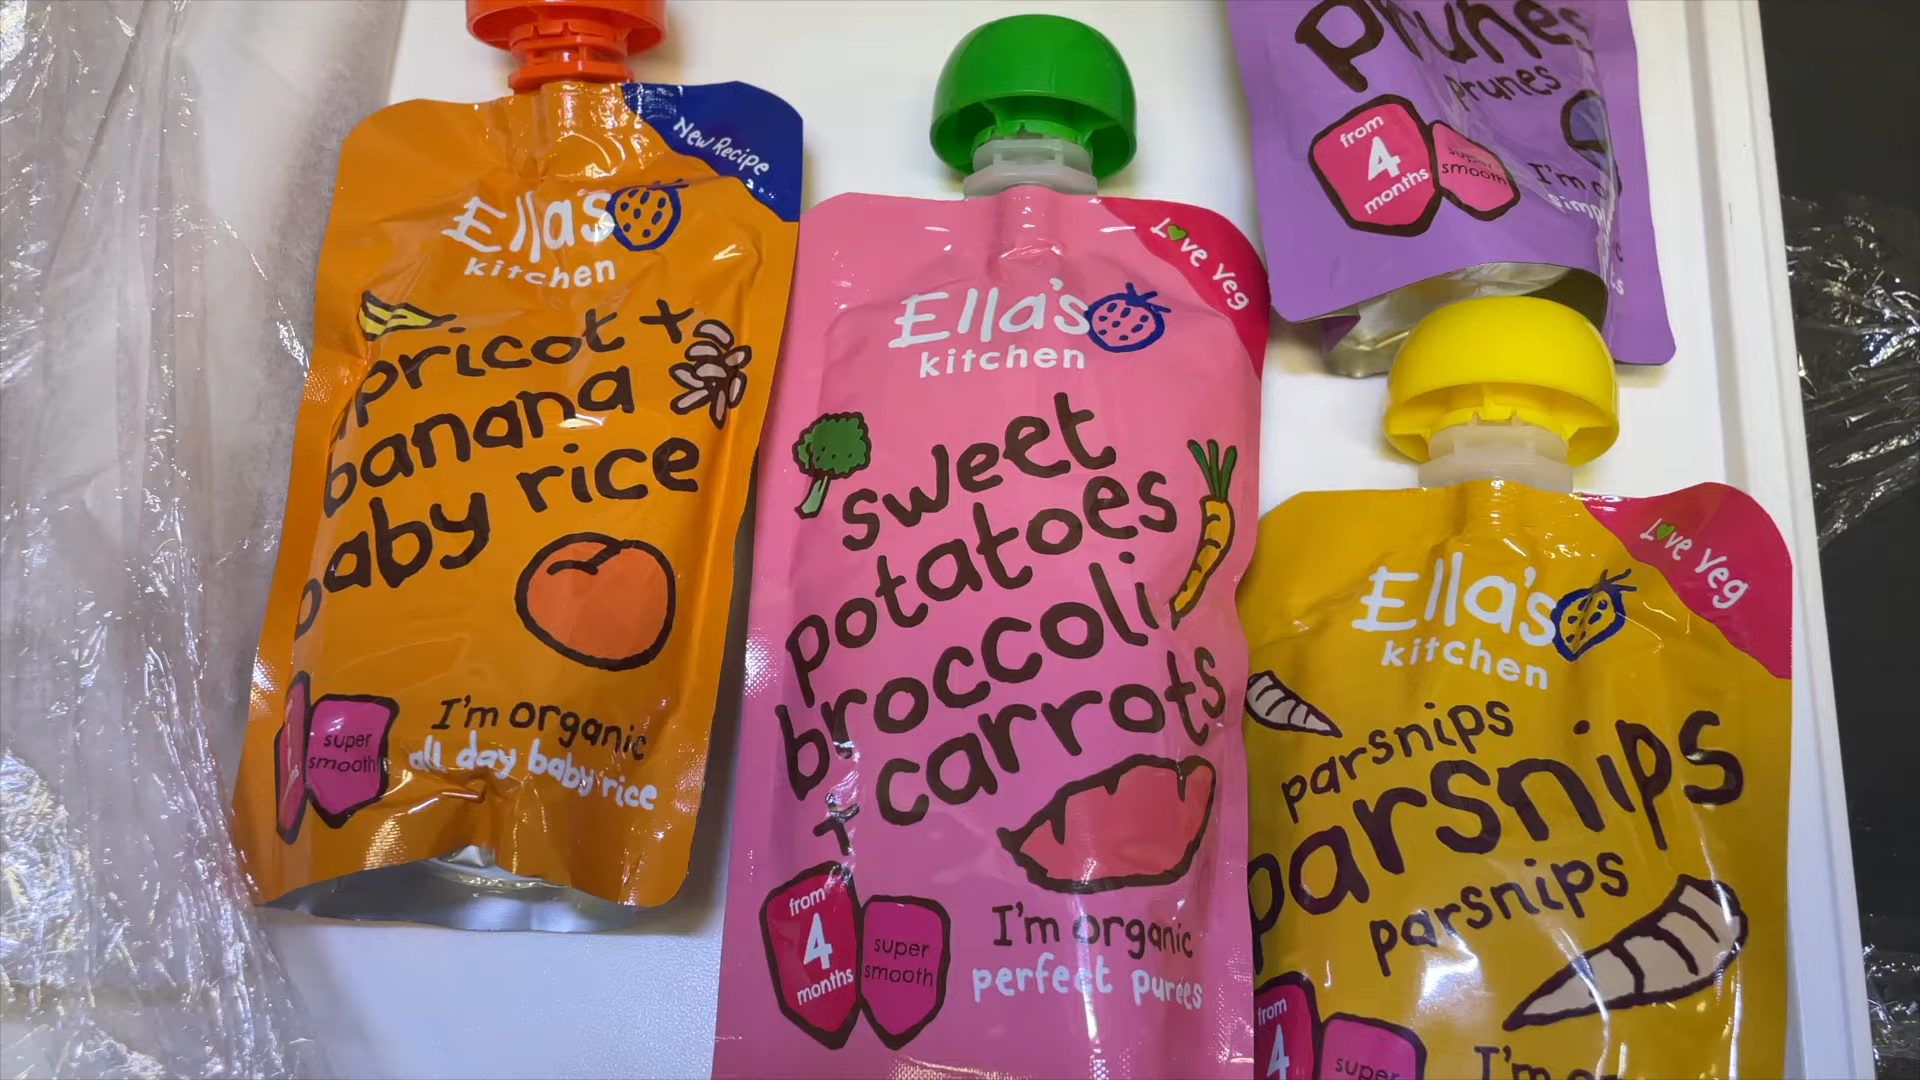 New Recipe
Ella's
kitchen
apricot +
banana
baby rice
super
smooth
I'm organic
all day baby rice
Love Veg
Ella's
kitchen
sweet
potatoes
broccoli
+ carrots
from
4
months
super
smooth
I'm organic
perfect purees
Prunes
prunes
from
4
months
super
smooth
I'm
Love Veg
Ella's
kitchen
parsnips
parsnips
parsnips
from
4
super
I'm